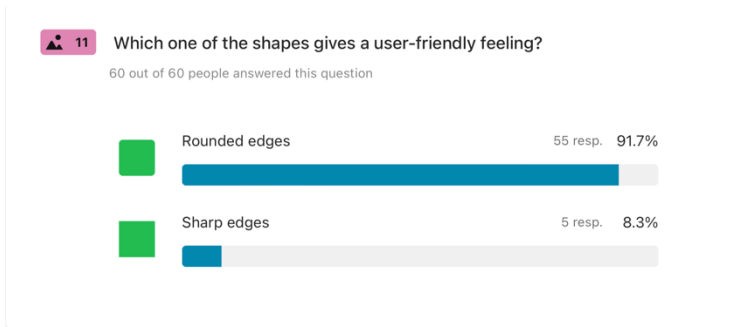 11 Which one of the shapes gives a user-friendly feeling?
60 out of 60 people answered this question
Rounded edges 55 resp. 91.7%
Sharp edges 5 resp. 8.3%